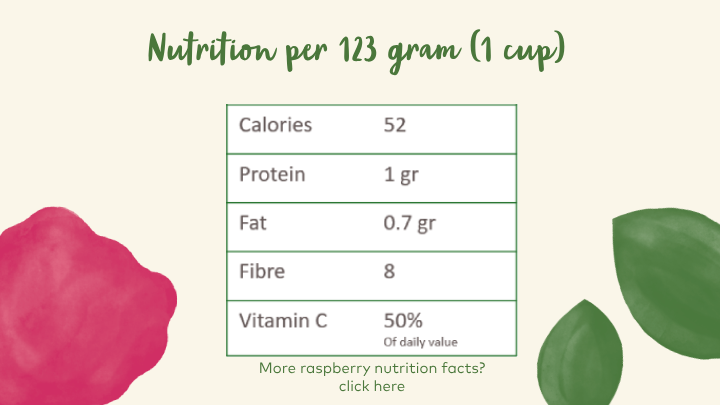 Nutrition per 123 gram (1 cup)
Calories 52
Protein 1 gr
Fat 0.7 gr
Fibre 8
Vitamin C 50%
Of daily value
More raspberry nutrition facts?
click here